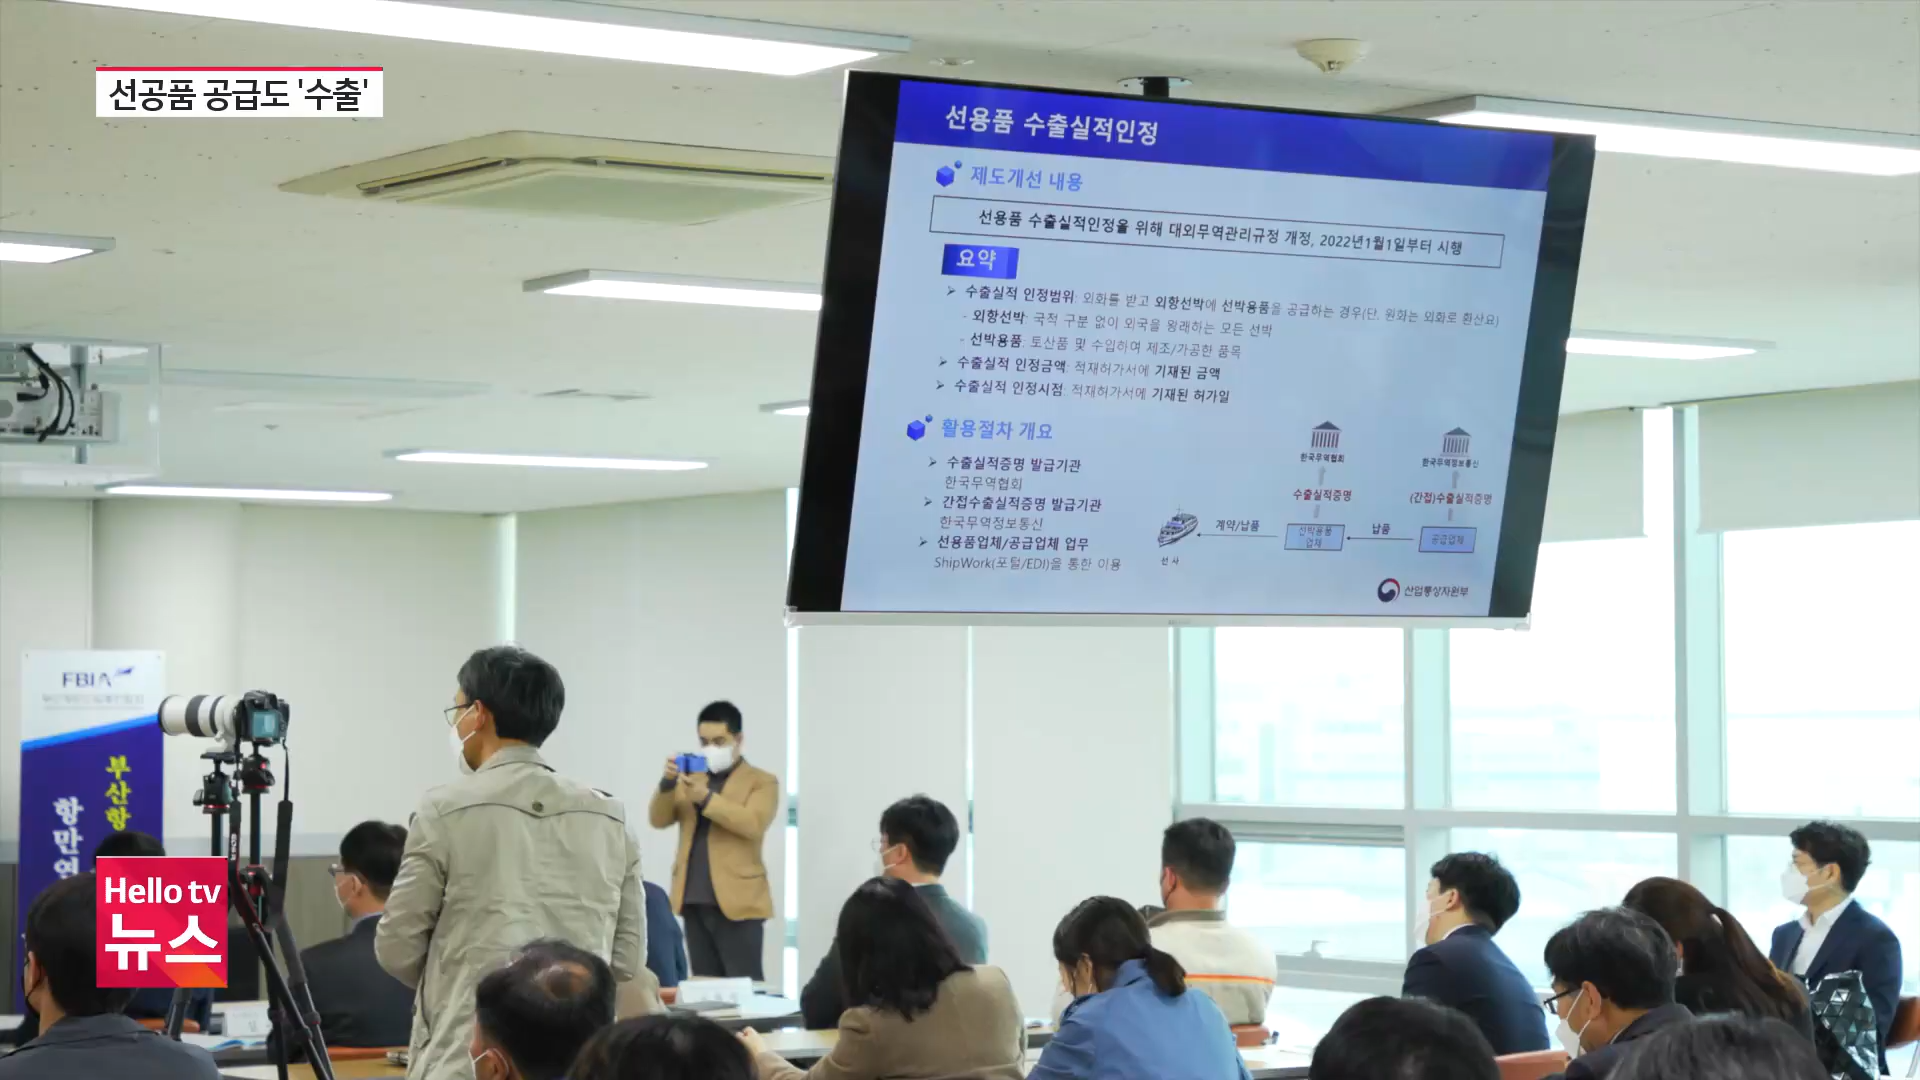 선공품 공급도 '수출'
선용품 수출실적인정
제도개선 내용
선용품 수출실적인정을 위해 대외무역관리규정 개정, 2022년1월1일부터 시행
요약
➢ 수출실적 인정범위: 외화를 받고 외항선박에 선박용품을 공급하는 경우(단, 원화는 외화로 환산요)
- 외항선박: 국적 구분 없이 외국을 왕래하는 모든 선박
- 선박용품: 토산품 및 수입하여 제조/가공한 품목
➢ 수출실적 인정금액: 적재허가서에 기재된 금액
➢ 수출실적 인정시점: 적재허가서에 기재된 허가일
활용절차 개요
➢ 수출실적증명 발급기관
한국무역협회
➢ 간접수출실적증명 발급기관
한국무역정보통신
➢ 선용품업체/공급업체 업무
ShipWork(포털/EDI)을 통한 이용
한국무역협회
한국무역정보통신
수출실적증명
(간접)수출실적증명
계약/납품
선박용품
업체
납품
공급업체
선사
산업통상자원부
FBIA
부산항
항만연
Hello tv
뉴스